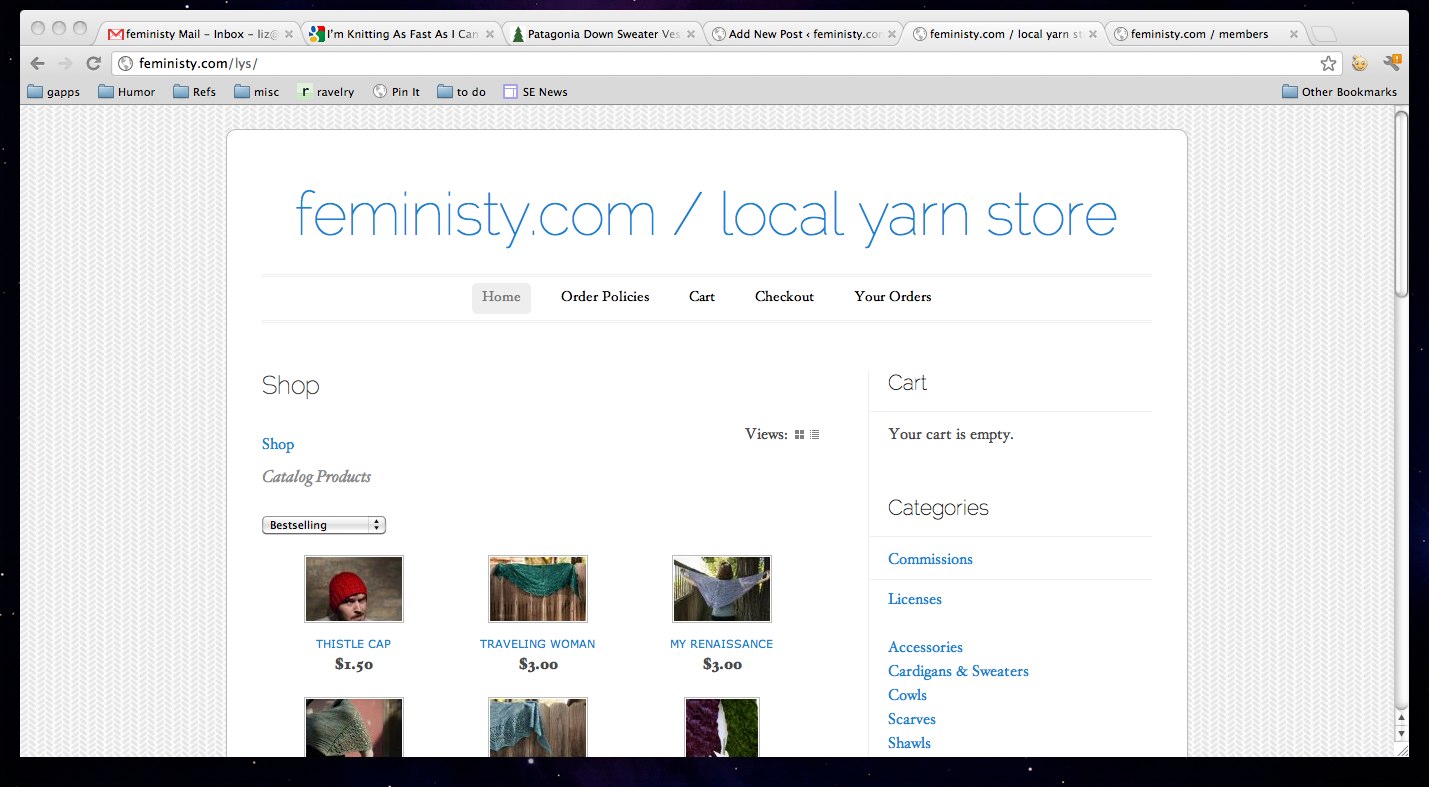 feministy Mail – Inbox – liz@
I'm Knitting As Fast As I Can
Patagonia Down Sweater Ves
Add New Post ‹ feministy.co
feministy.com / local yarn st
feministy.com / members
feministy.com/lys/
gapps
Humor
Refs
misc
r ravelry
Pin It
to do
SE News
Other Bookmarks
feministy.com / local yarn store
Home
Order Policies
Cart
Checkout
Your Orders
Shop
Views:
Shop
Catalog Products
Bestselling
THISTLE CAP
$1.50
TRAVELING WOMAN
$3.00
MY RENAISSANCE
$3.00
Cart
Your cart is empty.
Categories
Commissions
Licenses
Accessories
Cardigans & Sweaters
Cowls
Scarves
Shawls